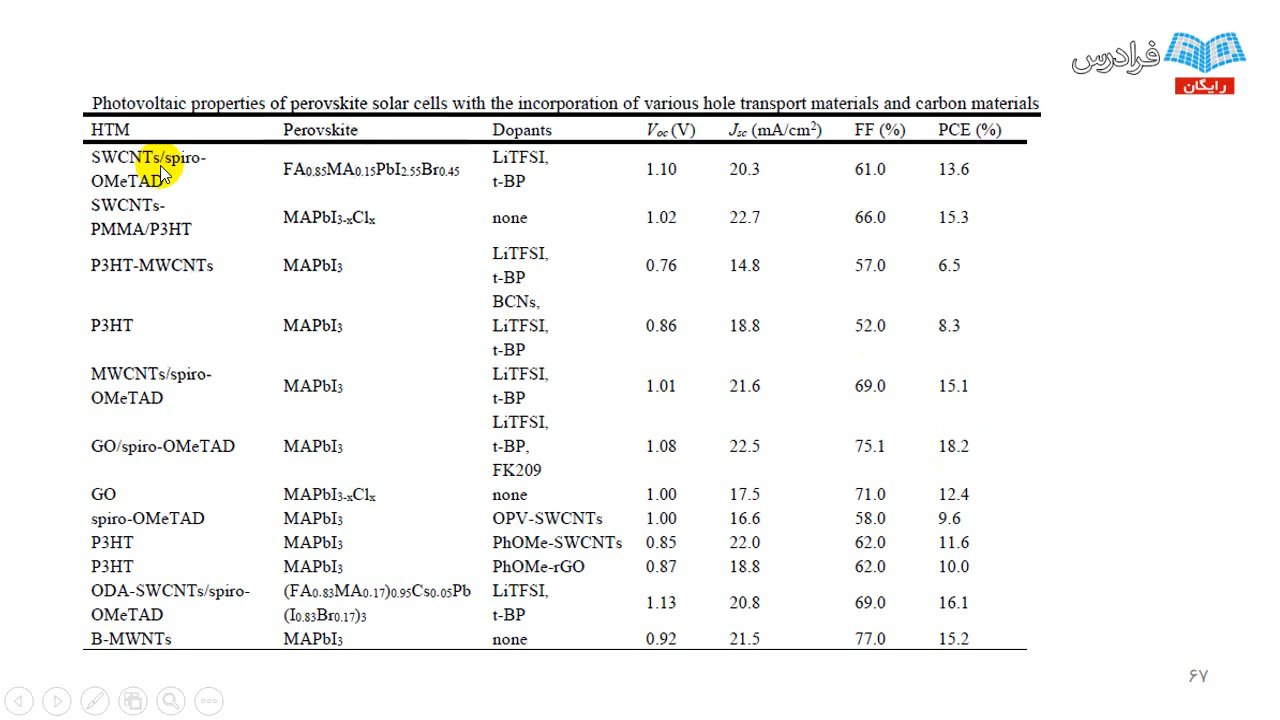 فرادرس
رایگان
Photovoltaic properties of perovskite solar cells with the incorporation of various hole transport materials and carbon materials
HTM Perovskite Dopants Voc (V) Jsc (mA/cm²) FF (%) PCE (%)
SWCNTs/spiro-OMeTAD FA₀.₈₅MA₀.₁₅PbI₂.₅₅Br₀.₄₅ LiTFSI, t-BP 1.10 20.3 61.0 13.6
SWCNTs-PMMA/P3HT MAPbI₃₋ₓClₓ none 1.02 22.7 66.0 15.3
P3HT-MWCNTs MAPbI₃ LiTFSI, t-BP 0.76 14.8 57.0 6.5
P3HT MAPbI₃ BCNs, LiTFSI, t-BP 0.86 18.8 52.0 8.3
MWCNTs/spiro-OMeTAD MAPbI₃ LiTFSI, t-BP 1.01 21.6 69.0 15.1
GO/spiro-OMeTAD MAPbI₃ LiTFSI, t-BP, FK209 1.08 22.5 75.1 18.2
GO MAPbI₃₋ₓClₓ none 1.00 17.5 71.0 12.4
spiro-OMeTAD MAPbI₃ OPV-SWCNTs 1.00 16.6 58.0 9.6
P3HT MAPbI₃ PhOMe-SWCNTs 0.85 22.0 62.0 11.6
P3HT MAPbI₃ PhOMe-rGO 0.87 18.8 62.0 10.0
ODA-SWCNTs/spiro-OMeTAD (FA₀.₈₃MA₀.₁₇)₀.₉₅Cs₀.₀₅Pb(I₀.₈₃Br₀.₁₇)₃ LiTFSI, t-BP 1.13 20.8 69.0 16.1
B-MWNTs MAPbI₃ none 0.92 21.5 77.0 15.2
۶۷